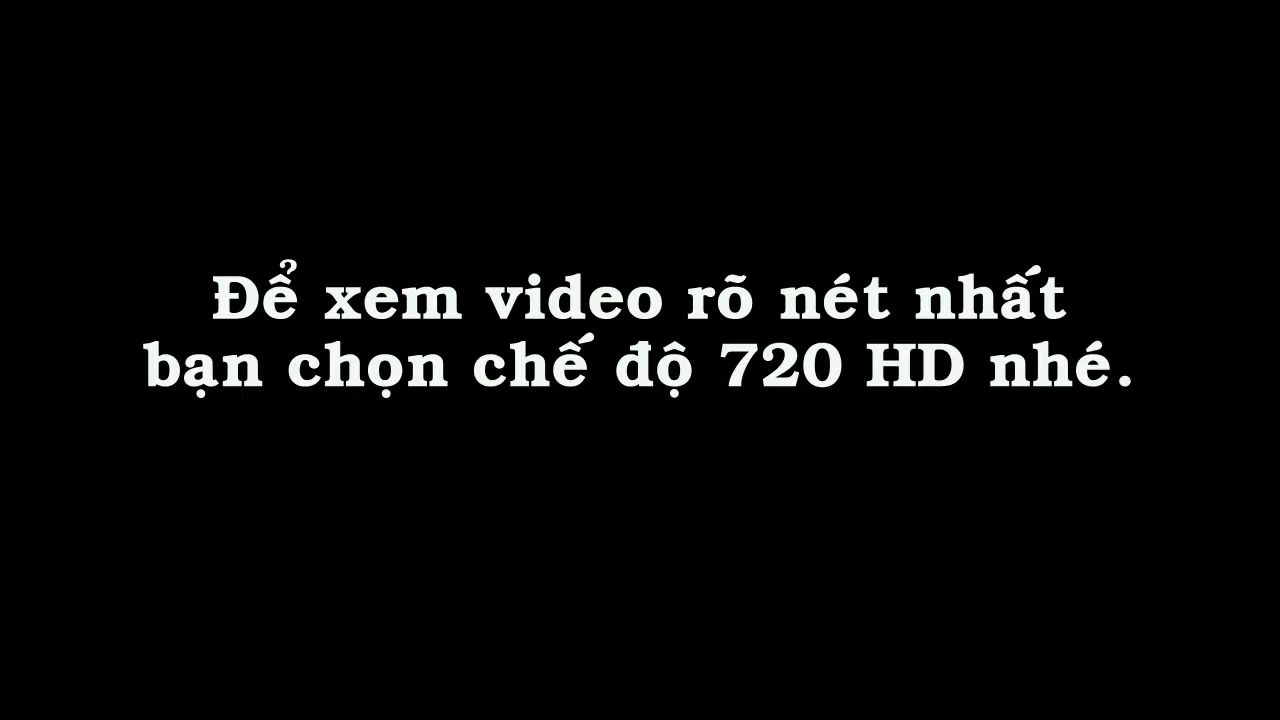 Để xem video rõ nét nhất
bạn chọn chế độ 720 HD nhé.